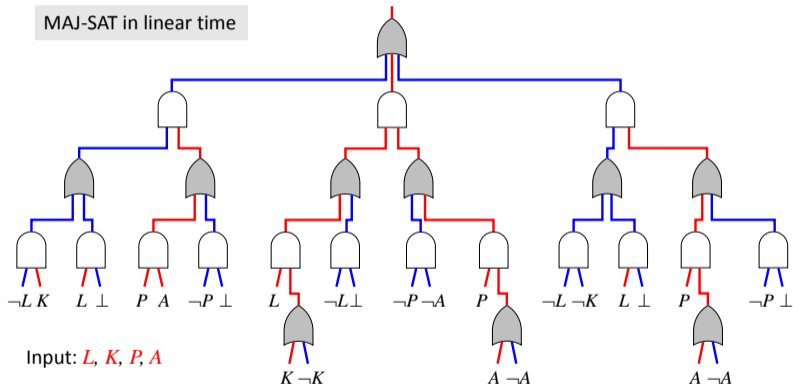 MAJ-SAT in linear time
¬L K L ⊥ P A ¬P ⊥ L ¬L⊥ ¬P¬A P ¬L ¬K L ⊥ P ¬P ⊥
Input: L, K, P, A
K ¬K A ¬A A ¬A